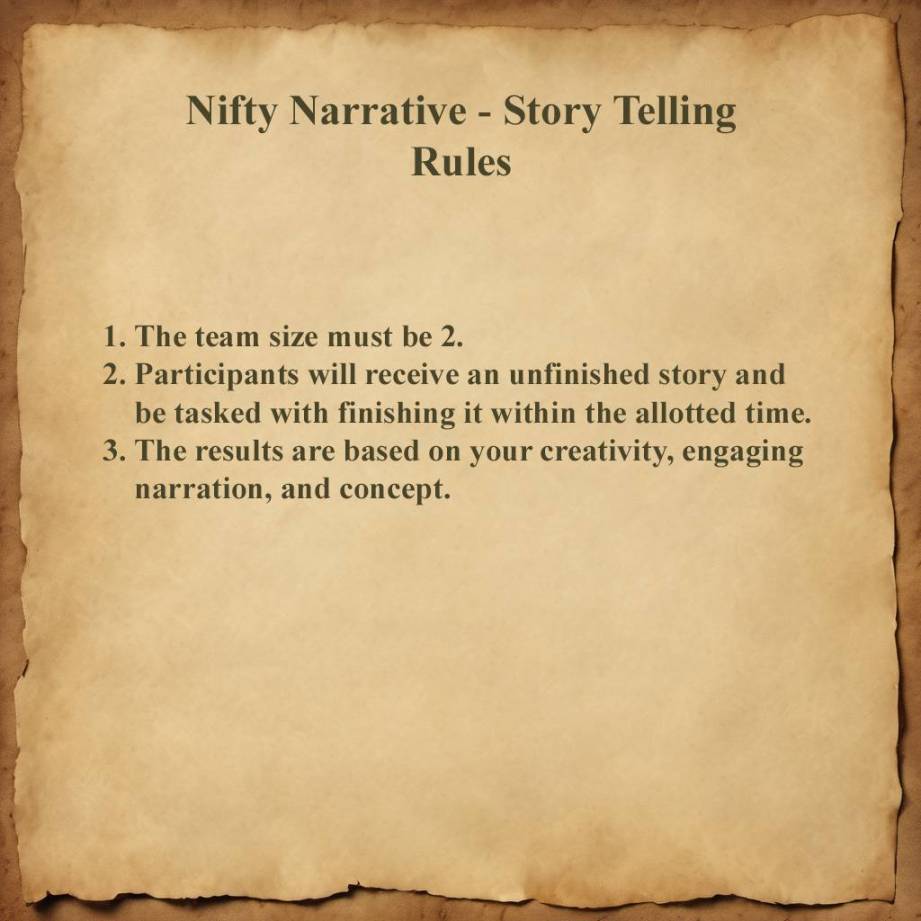 Nifty Narrative - Story Telling
Rules
1. The team size must be 2.
2. Participants will receive an unfinished story and
be tasked with finishing it within the allotted time.
3. The results are based on your creativity, engaging
narration, and concept.